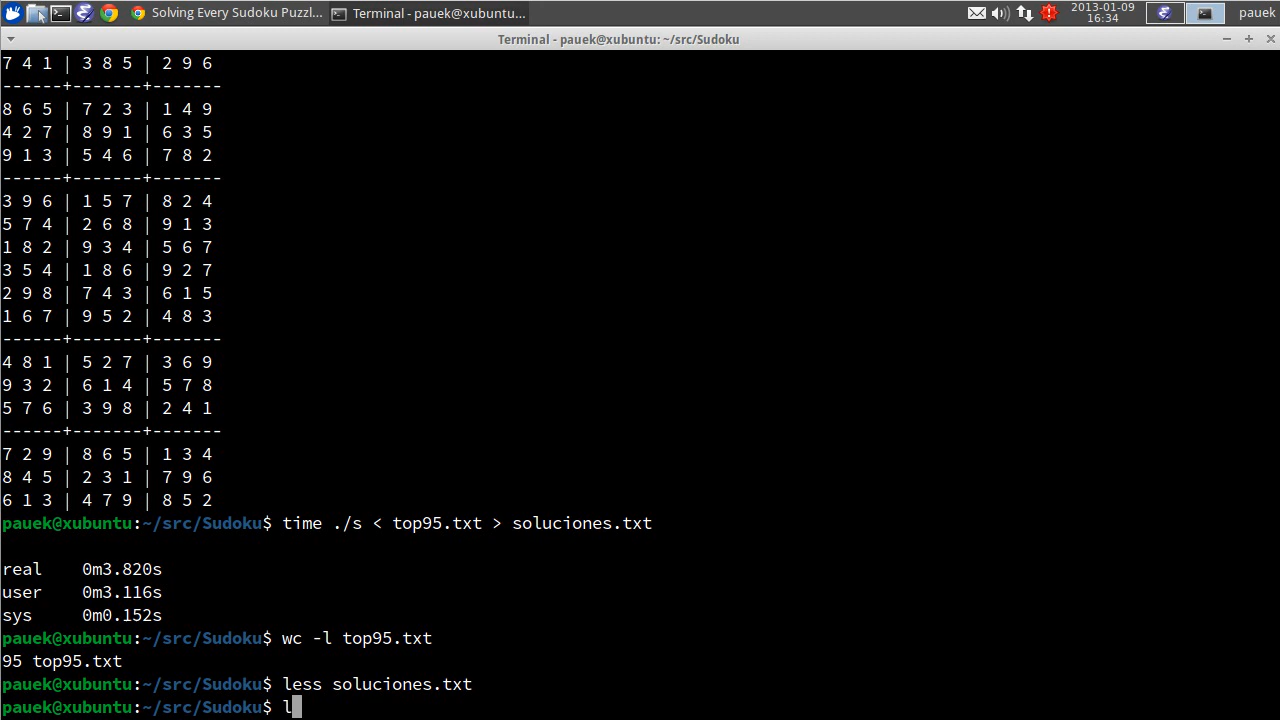 Solving Every Sudoku Puzzl... Terminal - pauek@xubuntu:... 2013-01-09 pauek
16:34
Terminal - pauek@xubuntu: ~/src/Sudoku
7 4 1 | 3 8 5 | 2 9 6
------+-------+-------
8 6 5 | 7 2 3 | 1 4 9
4 2 7 | 8 9 1 | 6 3 5
9 1 3 | 5 4 6 | 7 8 2
------+-------+-------
3 9 6 | 1 5 7 | 8 2 4
5 7 4 | 2 6 8 | 9 1 3
1 8 2 | 9 3 4 | 5 6 7
3 5 4 | 1 8 6 | 9 2 7
2 9 8 | 7 4 3 | 6 1 5
1 6 7 | 9 5 2 | 4 8 3
------+-------+-------
4 8 1 | 5 2 7 | 3 6 9
9 3 2 | 6 1 4 | 5 7 8
5 7 6 | 3 9 8 | 2 4 1
------+-------+-------
7 2 9 | 8 6 5 | 1 3 4
8 4 5 | 2 3 1 | 7 9 6
6 1 3 | 4 7 9 | 8 5 2
pauek@xubuntu:~/src/Sudoku$ time ./s < top95.txt > soluciones.txt
real 0m3.820s
user 0m3.116s
sys 0m0.152s
pauek@xubuntu:~/src/Sudoku$ wc -l top95.txt
95 top95.txt
pauek@xubuntu:~/src/Sudoku$ less soluciones.txt
pauek@xubuntu:~/src/Sudoku$ l